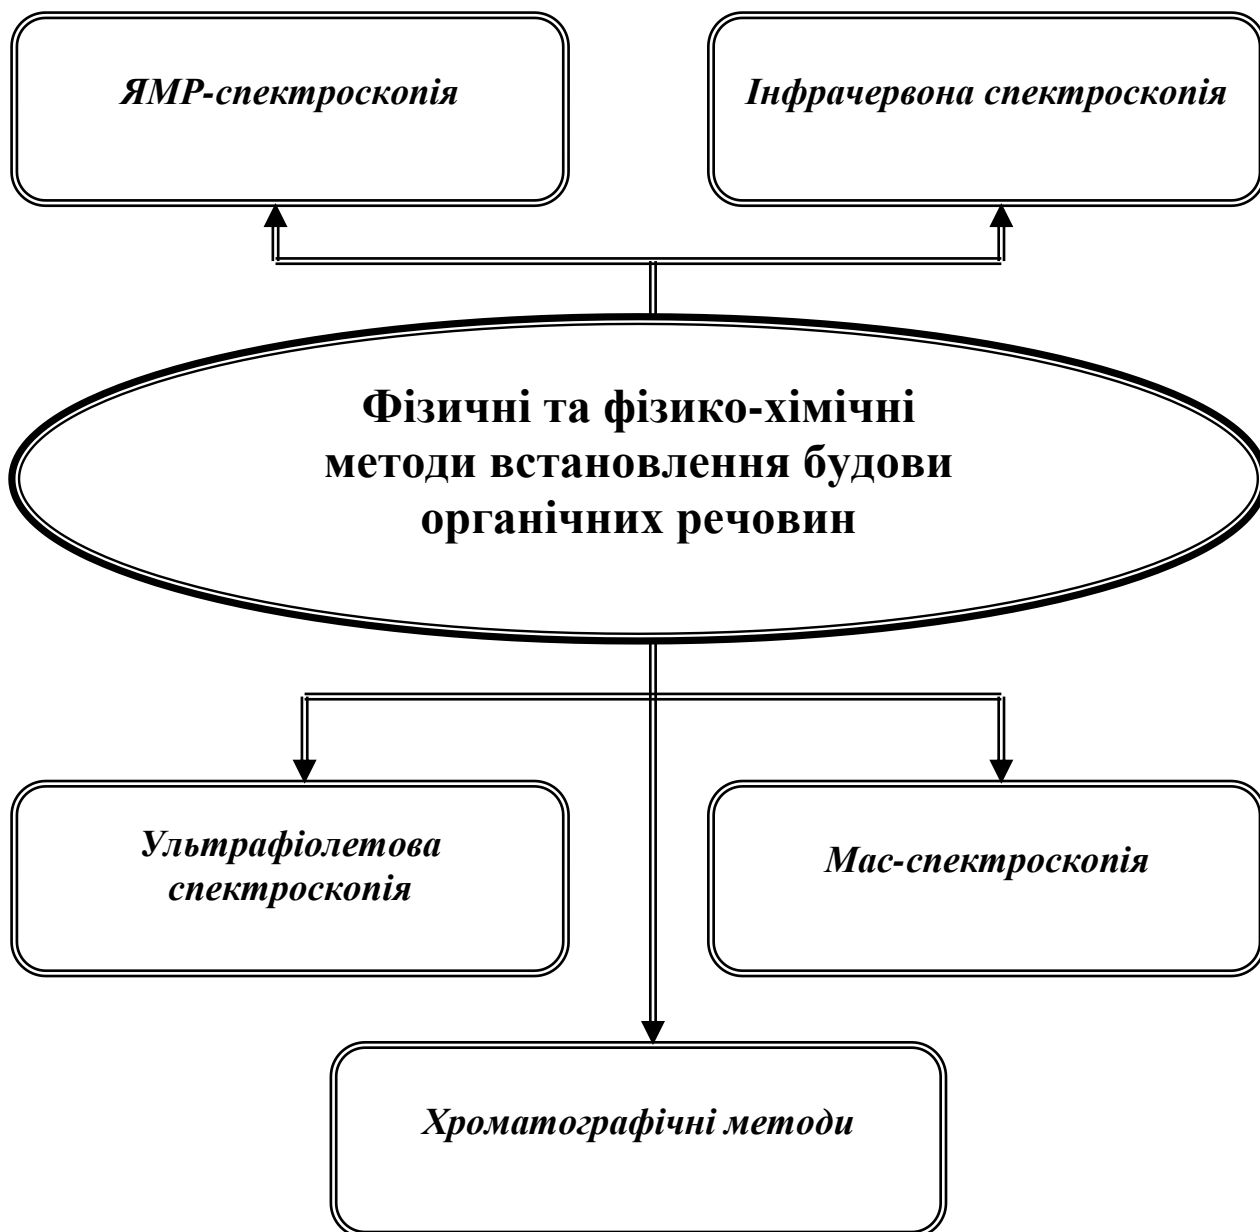 ЯМР-спектроскопія
Інфрачервона спектроскопія
Фізичні та фізико-хімічні
методи встановлення будови
органічних речовин
Ультрафіолетова
спектроскопія
Мас-спектроскопія
Хроматографічні методи